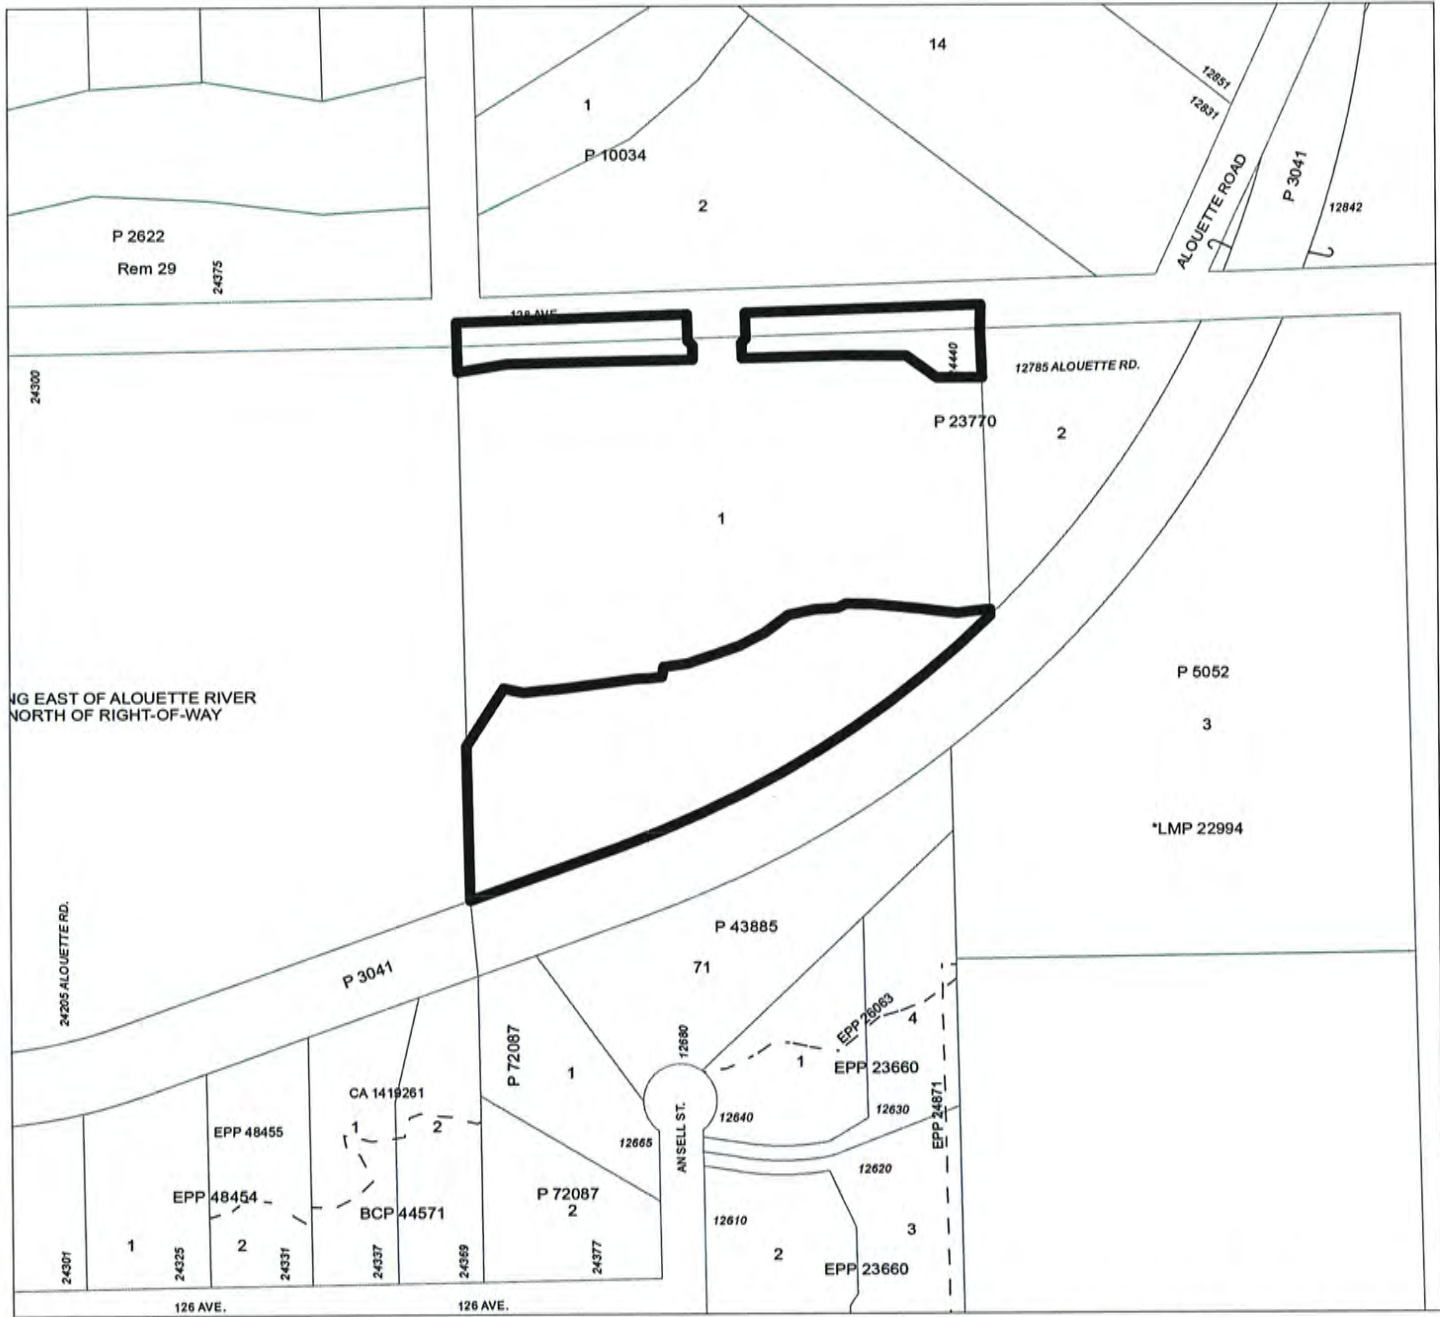 14
12851
12831
1
P 10034
2
ALOUETTE ROAD
P 3041
12842
P 2622
Rem 29
24375
128 AVE.
24300
24440
12785 ALOUETTE RD.
P 23770
2
1
P 5052
3
NG EAST OF ALOUETTE RIVER
NORTH OF RIGHT-OF-WAY
*LMP 22994
24205 ALOUETTE RD.
P 3041
P 43885
71
P 72087
1
12680
EPP 26063
4
1
EPP 23660
CA 1419261
EPP 48455
1
2
12665
ANSELL ST.
12640
12630
EPP 24871
12620
EPP 48454
BCP 44571
P 72087
2
12610
3
2
EPP 23660
1
2
24301
24325
24331
24337
24369
24377
126 AVE.
126 AVE.